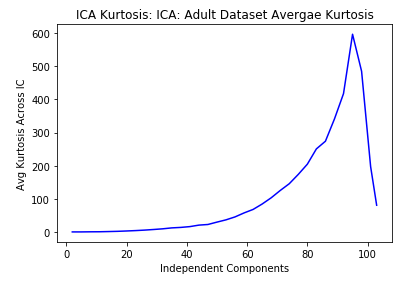 ICA Kurtosis: ICA: Adult Dataset Avergae Kurtosis
600
500
400
300
200
100
0
Avg Kurtosis Across IC
0 20 40 60 80 100
Independent Components